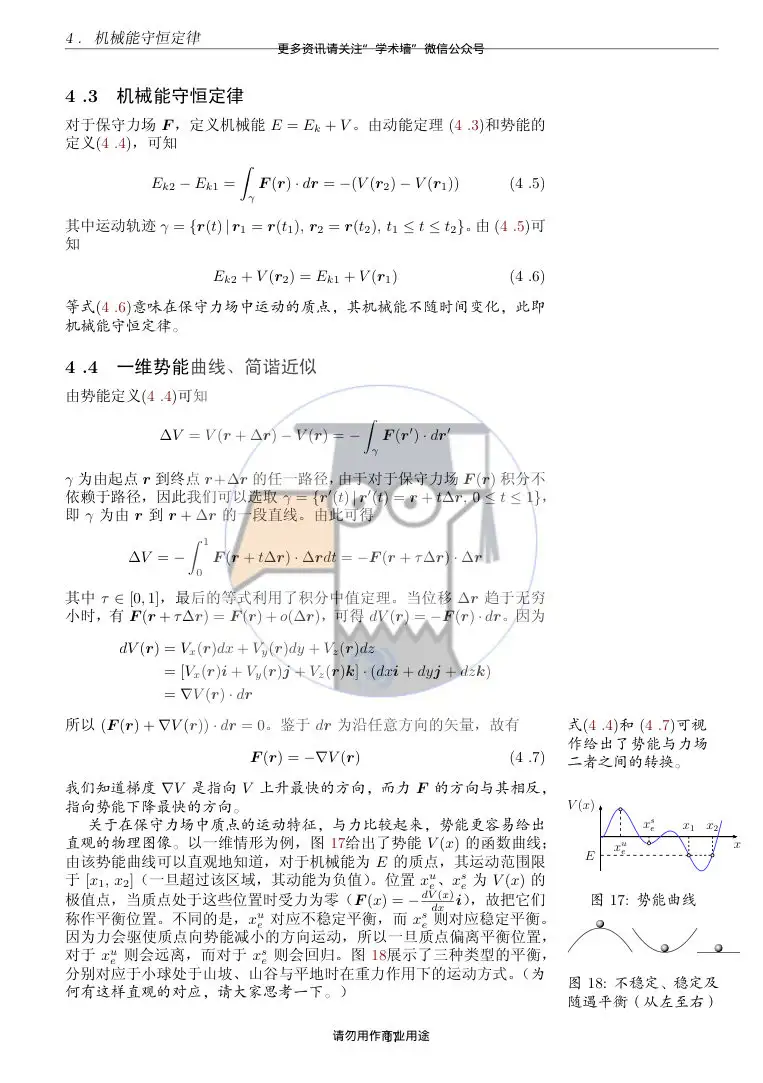 4． 机械能守恒定律
更多资讯请关注“学术墙”微信公众号
4 .3 机械能守恒定律
对于保守力场 F，定义机械能 E = E_k + V。由动能定理 (4 .3)和势能的
定义(4 .4)，可知
E_{k2} − E_{k1} = ∫_γ F(r) · dr = −(V(r_2) − V(r_1)) (4 .5)
其中运动轨迹 γ = {r(t) | r_1 = r(t_1), r_2 = r(t_2), t_1 ≤ t ≤ t_2}。由 (4 .5)可
知
E_{k2} + V(r_2) = E_{k1} + V(r_1) (4 .6)
等式(4 .6)意味在保守力场中运动的质点，其机械能不随时间变化，此即
机械能守恒定律。
4 .4 一维势能曲线、简谐近似
由势能定义(4 .4)可知
ΔV = V(r + Δr) − V(r) = − ∫_γ F(r′) · dr′
γ 为由起点 r 到终点 r+Δr 的任一路径，由于对于保守力场 F(r) 积分不
依赖于路径，因此我们可以选取 γ = {r′(t) | r′(t) = r + tΔr, 0 ≤ t ≤ 1}，
即 γ 为由 r 到 r + Δr 的一段直线。由此可得
ΔV = − ∫_0^1 F(r + tΔr) · Δrdt = −F(r + τΔr) · Δr
其中 τ ∈ [0, 1]，最后的等式利用了积分中值定理。当位移 Δr 趋于无穷
小时，有 F(r + τΔr) = F(r) + o(Δr)，可得 dV(r) = −F(r) · dr。因为
dV(r) = V_x(r)dx + V_y(r)dy + V_z(r)dz
= [V_x(r)i + V_y(r)j + V_z(r)k] · (dxi + dyj + dzk)
= ∇V(r) · dr
所以 (F(r) + ∇V(r)) · dr = 0。鉴于 dr 为沿任意方向的矢量，故有
F(r) = −∇V(r) (4 .7)
我们知道梯度 ∇V 是指向 V 上升最快的方向，而力 F 的方向与其相反，
指向势能下降最快的方向。
关于在保守力场中质点的运动特征，与力比较起来，势能更容易给出
直观的物理图像。以一维情形为例，图 17给出了势能 V(x) 的函数曲线；
由该势能曲线可以直观地知道，对于机械能为 E 的质点，其运动范围限
于 [x_1, x_2]（一旦超过该区域，其动能为负值）。位置 x_e^u、x_e^s 为 V(x) 的
极值点，当质点处于这些位置时受力为零（F(x) = −\frac{dV(x)}{dx}i），故把它们
称作平衡位置。不同的是，x_e^u 对应不稳定平衡，而 x_e^s 则对应稳定平衡。
因为力会驱使质点向势能减小的方向运动，所以一旦质点偏离平衡位置，
对于 x_e^u 则会远离，而对于 x_e^s 则会回归。图 18展示了三种类型的平衡，
分别对应于小球处于山坡、山谷与平地时在重力作用下的运动方式。（为
何有这样直观的对应，请大家思考一下。）
式(4 .4)和 (4 .7)可视
作给出了势能与力场
二者之间的转换。
V(x)
x_e^s x_1 x_2
x
x_e^u
E
图 17: 势能曲线
图 18: 不稳定、稳定及
随遇平衡（从左至右）
请勿用作商业用途